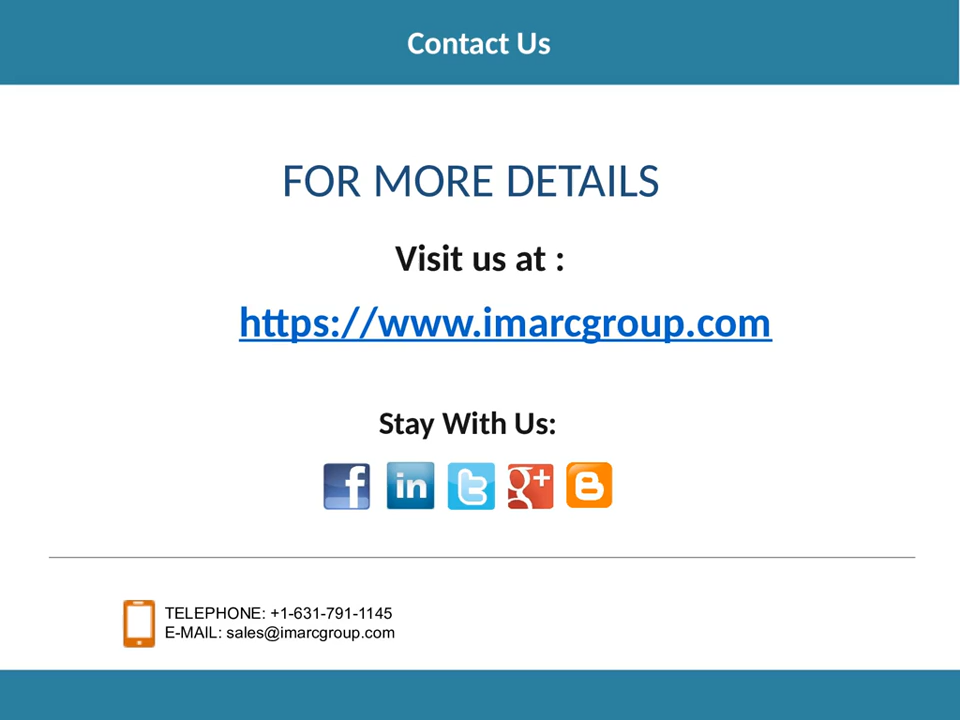 Contact Us
FOR MORE DETAILS
Visit us at :
https://www.imarcgroup.com
Stay With Us:
f in t g+ B
TELEPHONE: +1-631-791-1145
E-MAIL: sales@imarcgroup.com